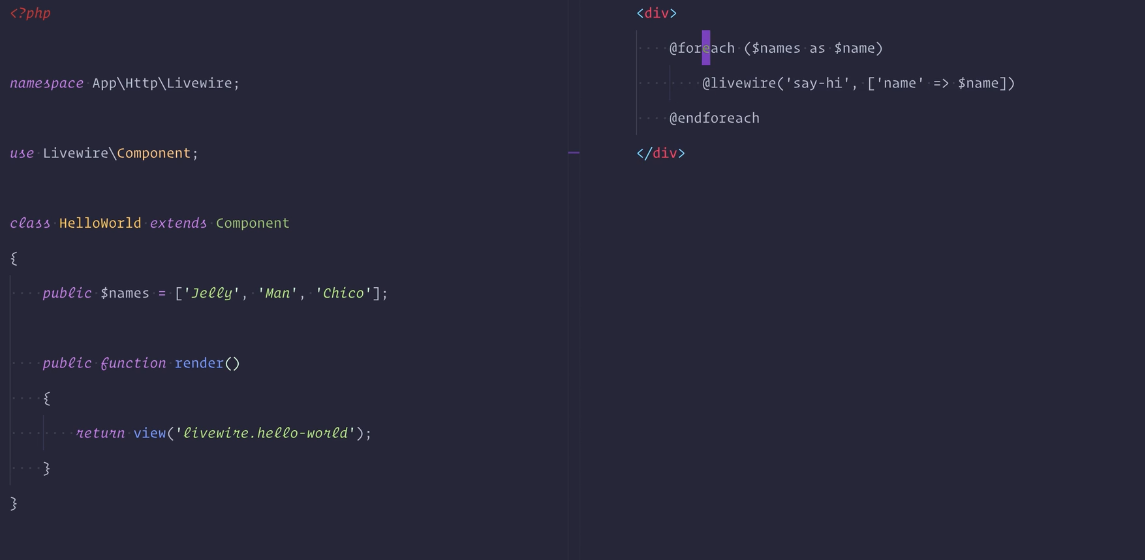 <?php
namespace App\Http\Livewire;
use Livewire\Component;
class HelloWorld extends Component
{
    public $names = ['Jelly', 'Man', 'Chico'];
    public function render()
    {
        return view('livewire.hello-world');
    }
}
<div>
    @foreach ($names as $name)
        @livewire('say-hi', ['name' => $name])
    @endforeach
</div>